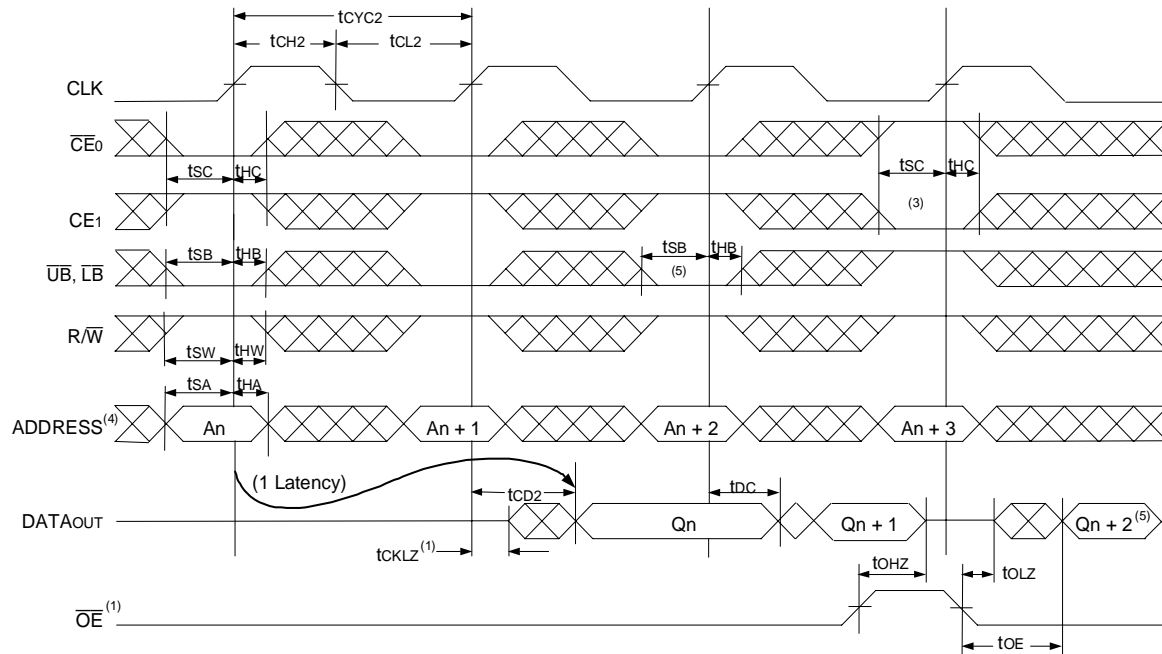 tCYC2
tCH2 tCL2
CLK
CE0
tSC tHC tSC tHC
(3)
CE1
tSB tHB tSB tHB
UB, LB (5)
R/W
tSW tHW
tSA tHA
ADDRESS(4) An An + 1 An + 2 An + 3
(1 Latency) tCD2 tDC
DATAOUT Qn Qn + 1 Qn + 2(5)
tCKLZ(1) tOHZ tOLZ
OE(1)
tOE